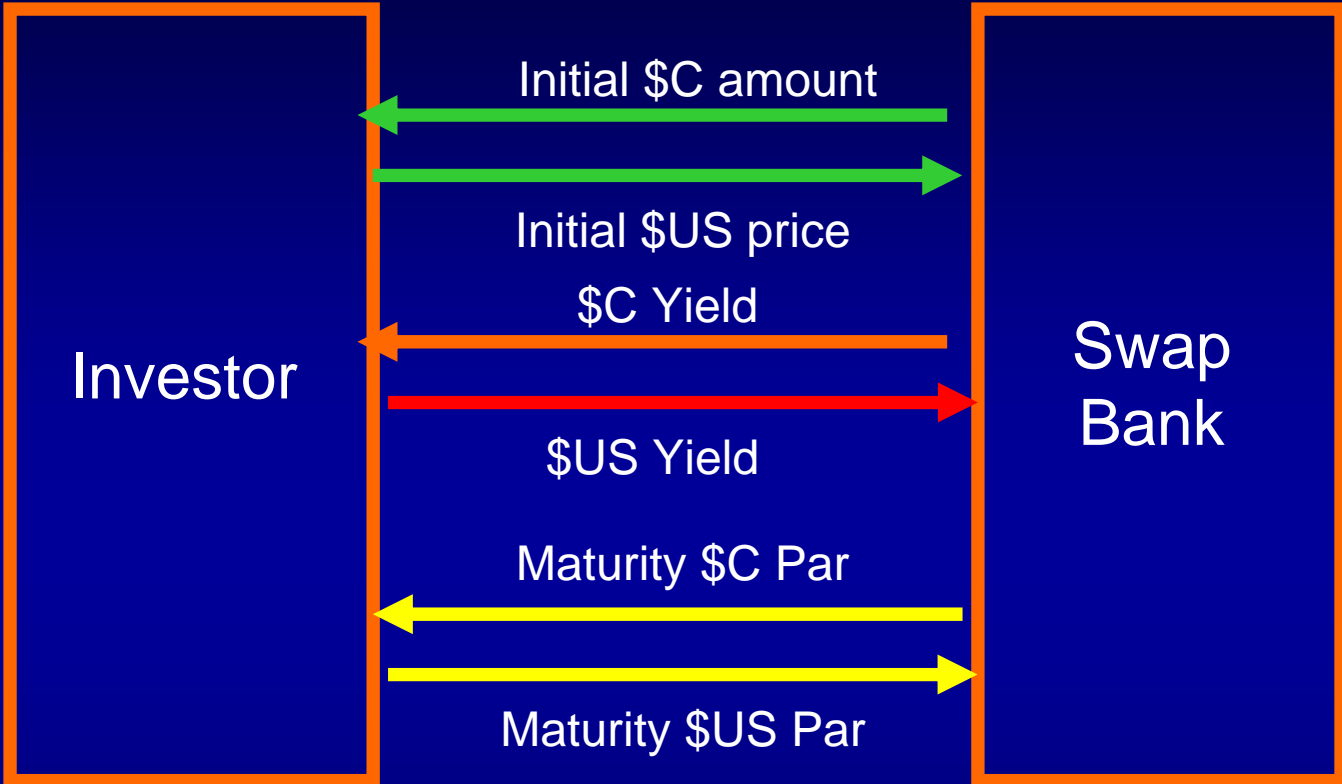 Initial $C amount
Initial $US price
$C Yield
Investor
Swap
Bank
$US Yield
Maturity $C Par
Maturity $US Par